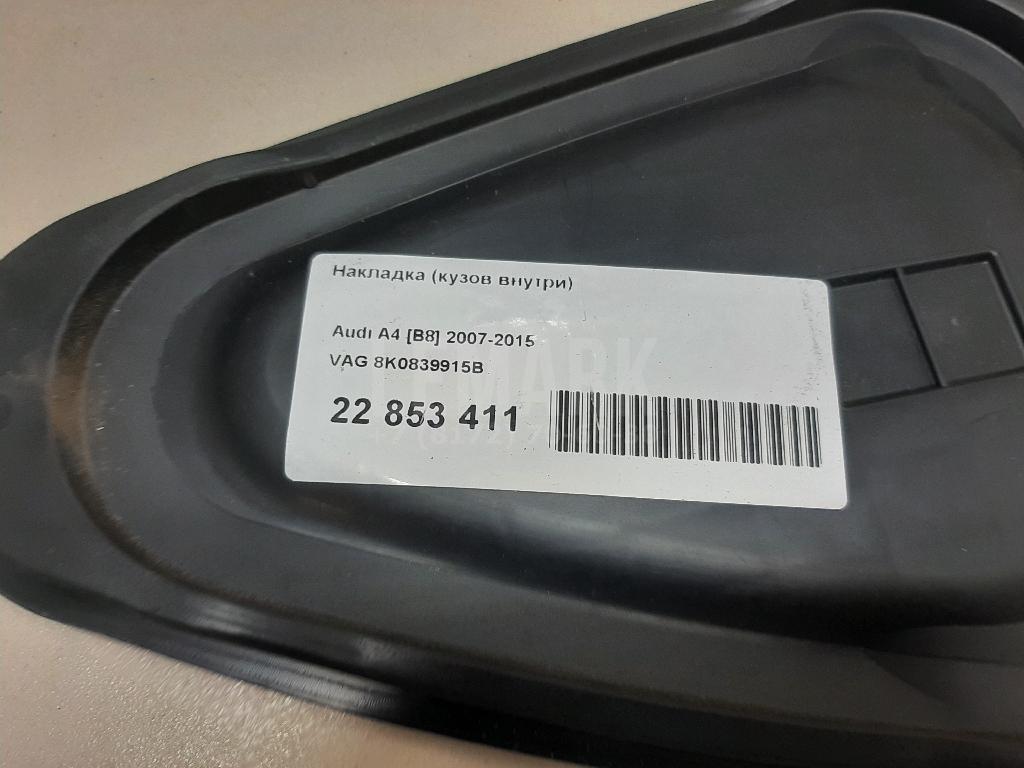 Накладка (кузов внутри)
Audi A4 [B8] 2007-2015
VAG 8K0839915B
22 853 411